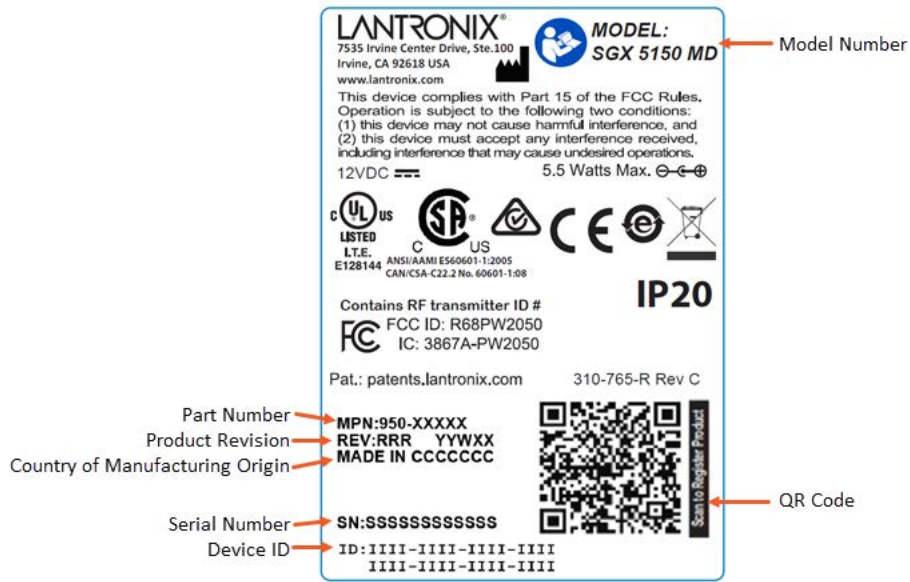 LANTRONIX®
7535 Irvine Center Drive, Ste.100
Irvine, CA 92618 USA
www.lantronix.com
MODEL:
SGX 5150 MD
Model Number
This device complies with Part 15 of the FCC Rules.
Operation is subject to the following two conditions:
(1) this device may not cause harmful interference, and
(2) this device must accept any interference received,
including interference that may cause undesired operations.
12VDC
5.5 Watts Max.
C UL US
LISTED
I.T.E.
E128144
SA ®
C US
ANSI/AAMI ES60601-1:2005
CAN/CSA-C22.2 No. 60601-1:08
CE
e
IP20
Contains RF transmitter ID #
FC FCC ID: R68PW2050
IC: 3867A-PW2050
Pat.: patents.lantronix.com
310-765-R Rev C
Part Number
MPN:950-XXXXX
Product Revision
REV:RRR YYWXX
Country of Manufacturing Origin
MADE IN CCCCCCC
Scan to Register Product
QR Code
Serial Number
SN:SSSSSSSSSSSS
Device ID
ID:IIII-IIII-IIII-IIII
IIII-IIII-IIII-IIII